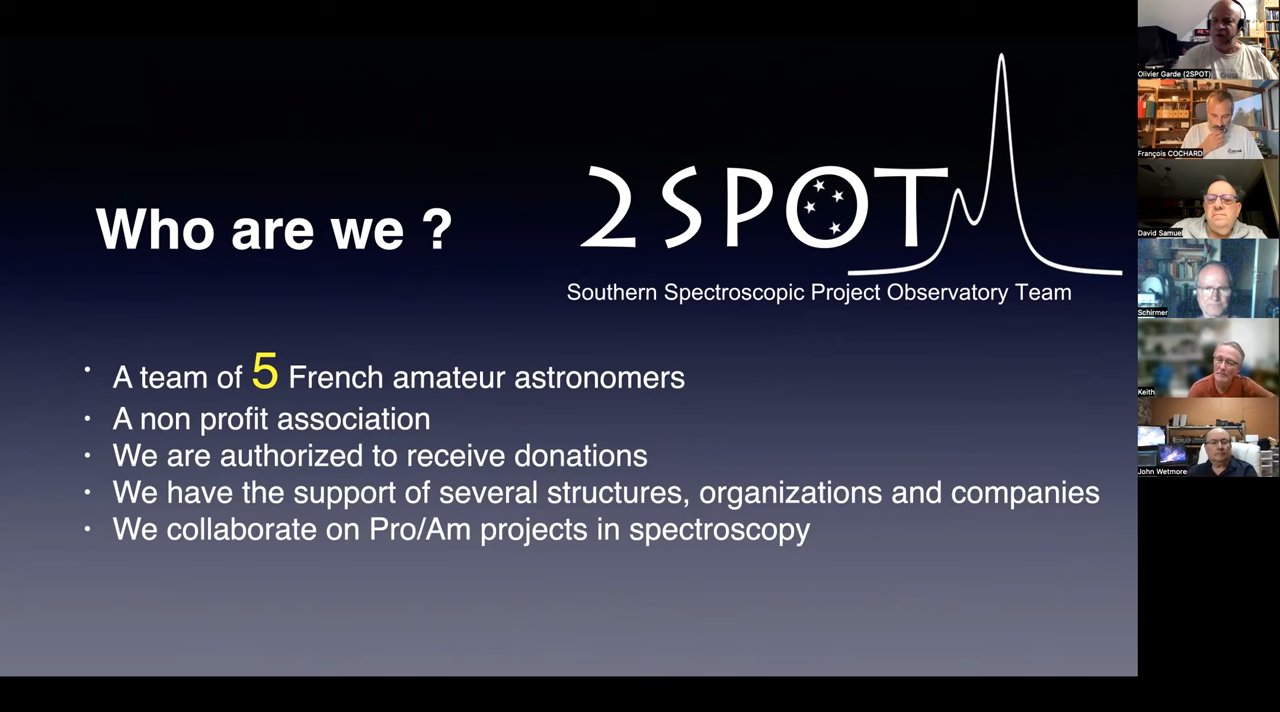 Who are we ?
2SPOT
Southern Spectroscopic Project Observatory Team
• A team of 5 French amateur astronomers
• A non profit association
• We are authorized to receive donations
• We have the support of several structures, organizations and companies
• We collaborate on Pro/Am projects in spectroscopy
Olivier Garde (2SPOT)
François COCHARD
David Samuel
Schirmer
Keith
John Wetmore